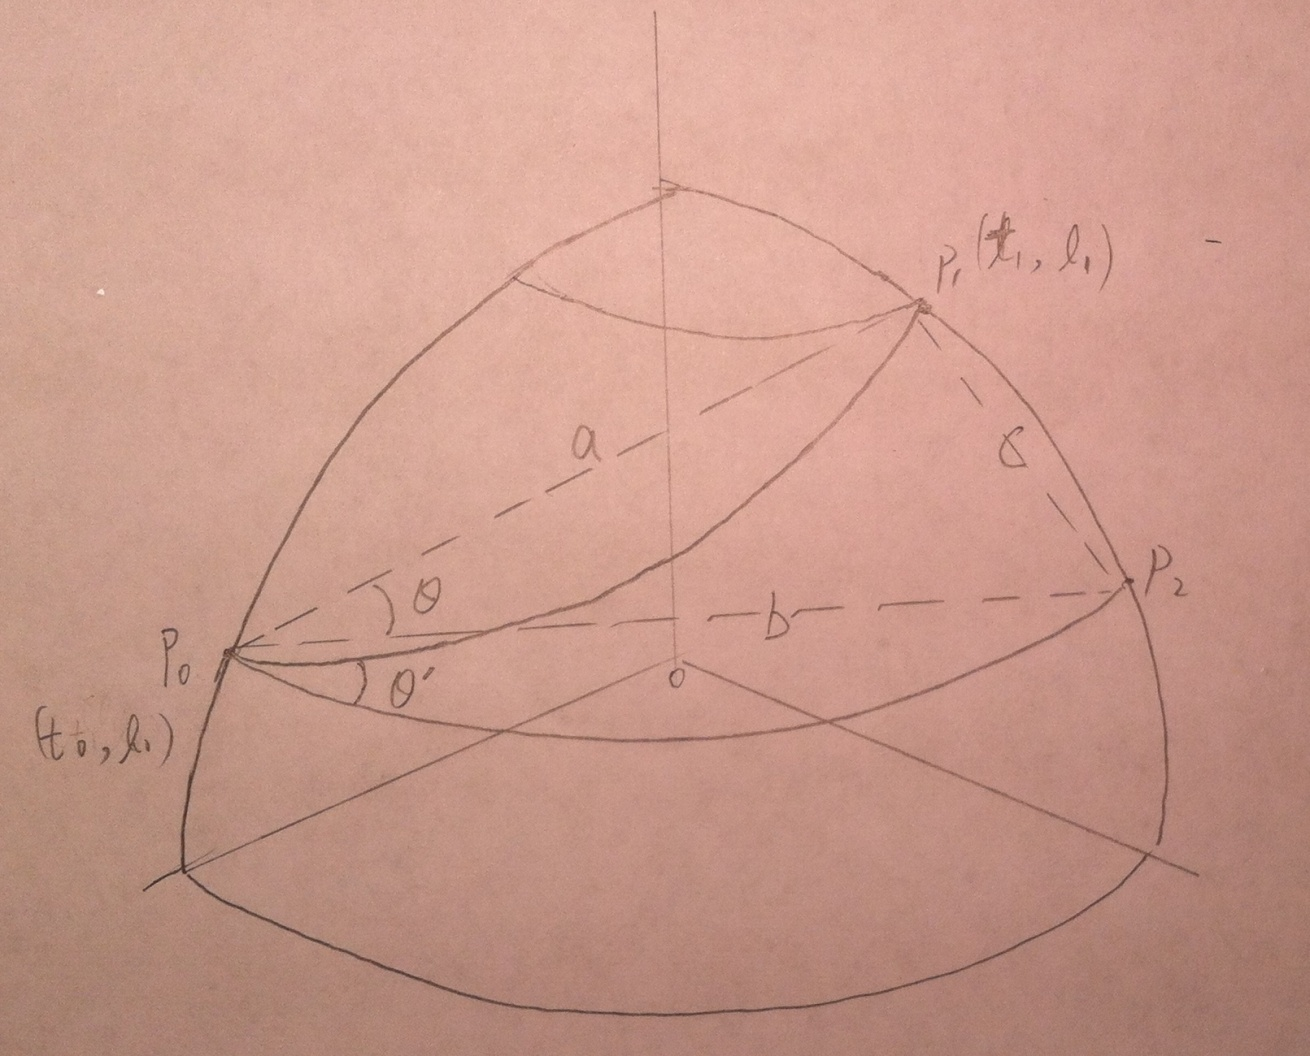 P₁ (t₁, l₁)
a
c
θ
P₂
b
P₀
θ'
o
(t₀, l₁)